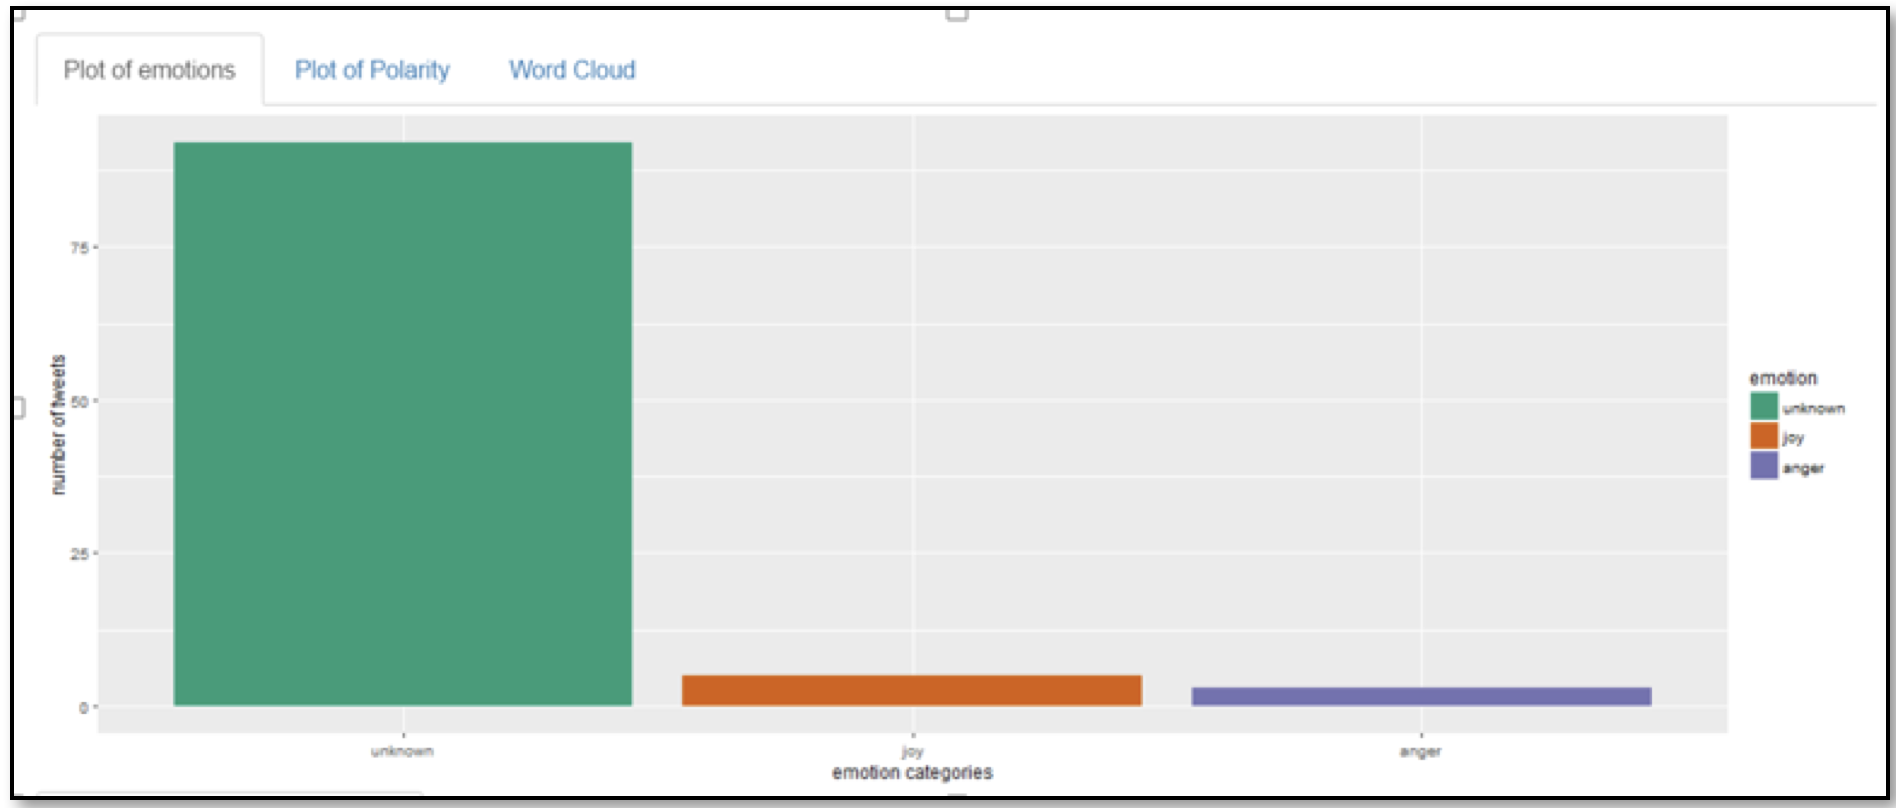 Plot of emotions Plot of Polarity Word Cloud
75
50
25
0
number of tweets
unknown joy anger
emotion categories
emotion
unknown
joy
anger